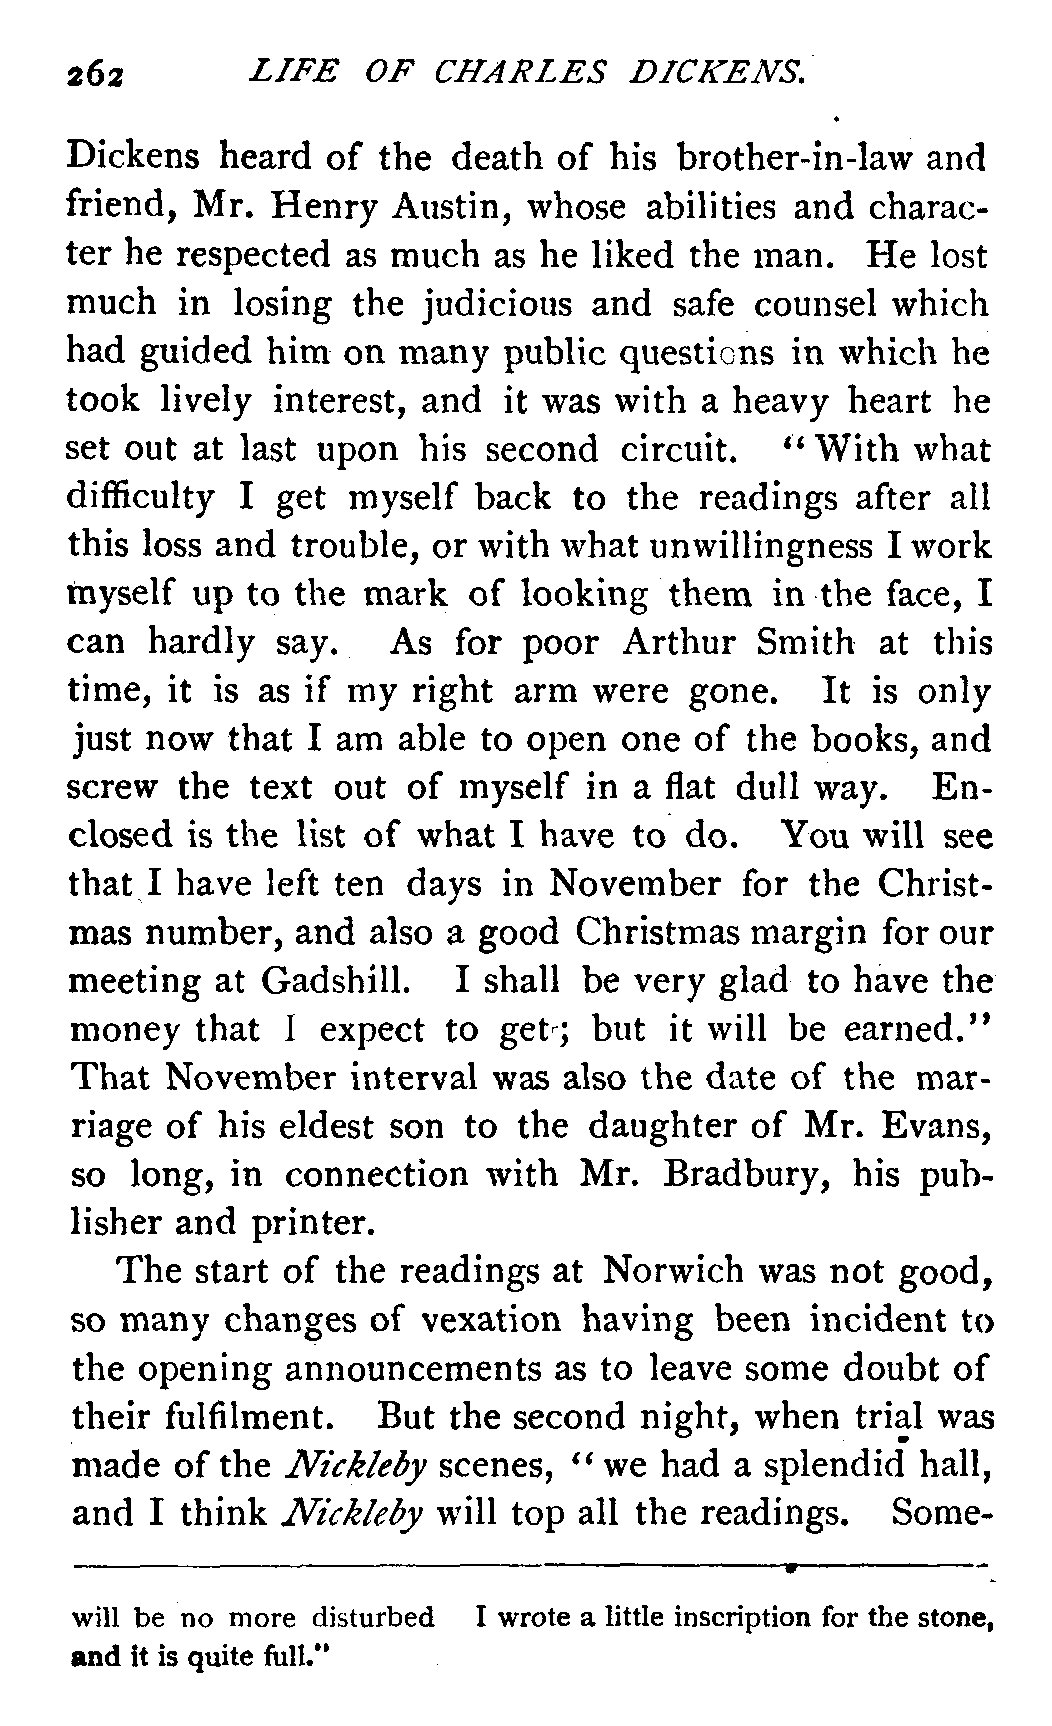 262 LIFE OF CHARLES DICKENS.
Dickens heard of the death of his brother-in-law and
friend, Mr. Henry Austin, whose abilities and charac-
ter he respected as much as he liked the man. He lost
much in losing the judicious and safe counsel which
had guided him on many public questions in which he
took lively interest, and it was with a heavy heart he
set out at last upon his second circuit. "With what
difficulty I get myself back to the readings after all
this loss and trouble, or with what unwillingness I work
myself up to the mark of looking them in the face, I
can hardly say. As for poor Arthur Smith at this
time, it is as if my right arm were gone. It is only
just now that I am able to open one of the books, and
screw the text out of myself in a flat dull way. En-
closed is the list of what I have to do. You will see
that I have left ten days in November for the Christ-
mas number, and also a good Christmas margin for our
meeting at Gadshill. I shall be very glad to have the
money that I expect to get; but it will be earned."
That November interval was also the date of the mar-
riage of his eldest son to the daughter of Mr. Evans,
so long, in connection with Mr. Bradbury, his pub-
lisher and printer.
The start of the readings at Norwich was not good,
so many changes of vexation having been incident to
the opening announcements as to leave some doubt of
their fulfilment. But the second night, when trial was
made of the Nickleby scenes, "we had a splendid hall,
and I think Nickleby will top all the readings. Some-
will be no more disturbed I wrote a little inscription for the stone,
and it is quite full."